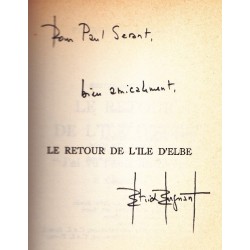 Pour Paul Serant,
bien amicalement,
LE RETOUR DE L'ILE D'ELBE